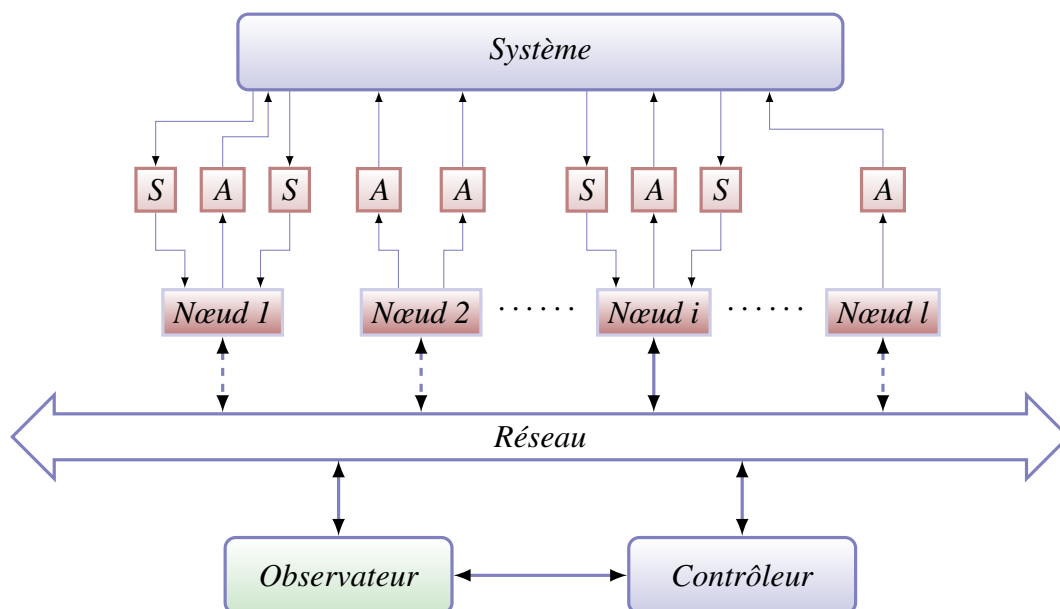 Système
S A S A A S A S A
Nœud 1 Nœud 2 ...... Nœud i ...... Nœud l
Réseau
Observateur Contrôleur